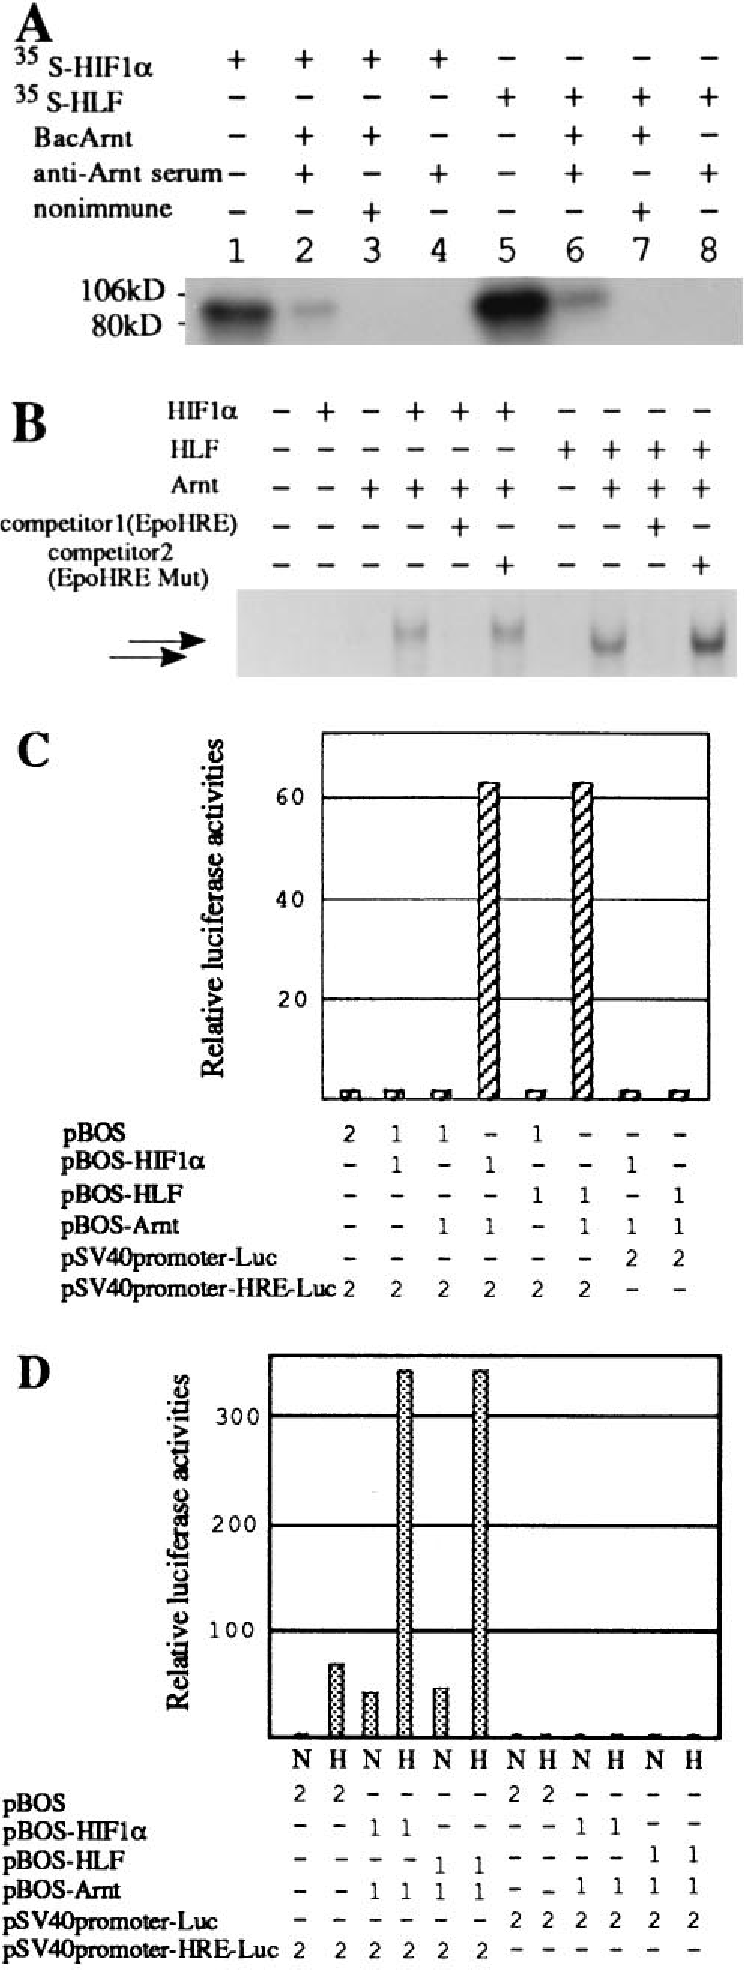 A
35 S-HIF1α + + + + - - - -
35 S-HLF - - - - + + + +
BacArnt - + + - - + + -
anti-Arnt serum - + - + - + - +
nonimmune - - + - - - + -
1 2 3 4 5 6 7 8
106kD -
80kD -
B
HIF1α - + - + + + - - - -
HLF - - - - - - + + + +
Arnt - - + + + + - + + +
competitor1(EpoHRE) - - - - + - - - + -
competitor2
(EpoHRE Mut) - - - - - + - - - +
C
Relative luciferase activities
60
40
20
pBOS 2 1 1 - 1 - - -
pBOS-HIF1α - 1 - 1 - - 1 -
pBOS-HLF - - - - 1 1 - 1
pBOS-Arnt - - 1 1 - 1 1 1
pSV40promoter-Luc - - - - - - 2 2
pSV40promoter-HRE-Luc 2 2 2 2 2 2 - -
D
Relative luciferase activities
300
200
100
N H N H N H N H N H N H
pBOS 2 2 - - - - 2 2 - - - -
pBOS-HIF1α - - 1 1 - - - - 1 1 - -
pBOS-HLF - - - - 1 1 - - - - 1 1
pBOS-Arnt - - 1 1 1 1 - - 1 1 1 1
pSV40promoter-Luc - - - - - - 2 2 2 2 2 2
pSV40promoter-HRE-Luc 2 2 2 2 2 2 - - - - - -